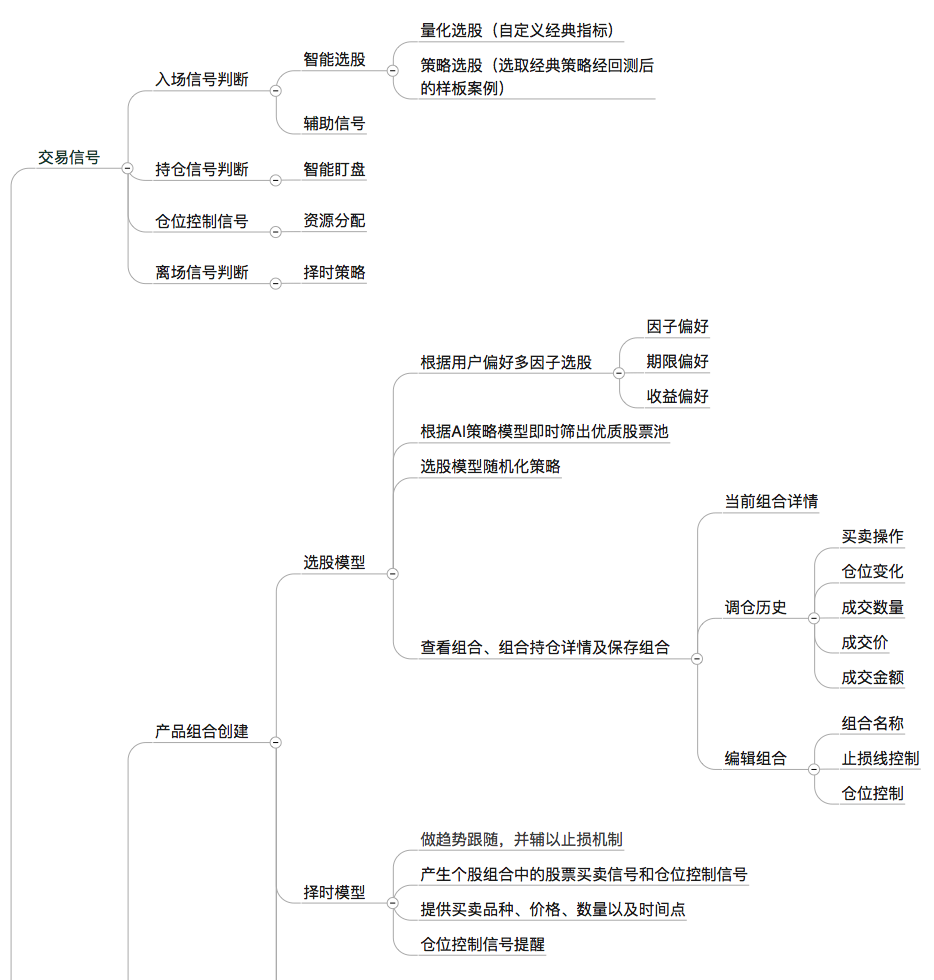 交易信号
入场信号判断
智能选股
量化选股（自定义经典指标）
策略选股（选取经典策略经回测后
的样板案例）
辅助信号
持仓信号判断
智能盯盘
仓位控制信号
资源分配
离场信号判断
择时策略
产品组合创建
选股模型
根据用户偏好多因子选股
因子偏好
期限偏好
收益偏好
根据AI策略模型即时筛出优质股票池
选股模型随机化策略
查看组合、组合持仓详情及保存组合
当前组合详情
调仓历史
买卖操作
仓位变化
成交数量
成交价
成交金额
编辑组合
组合名称
止损线控制
仓位控制
择时模型
做趋势跟随，并辅以止损机制
产生个股组合中的股票买卖信号和仓位控制信号
提供买卖品种、价格、数量以及时间点
仓位控制信号提醒